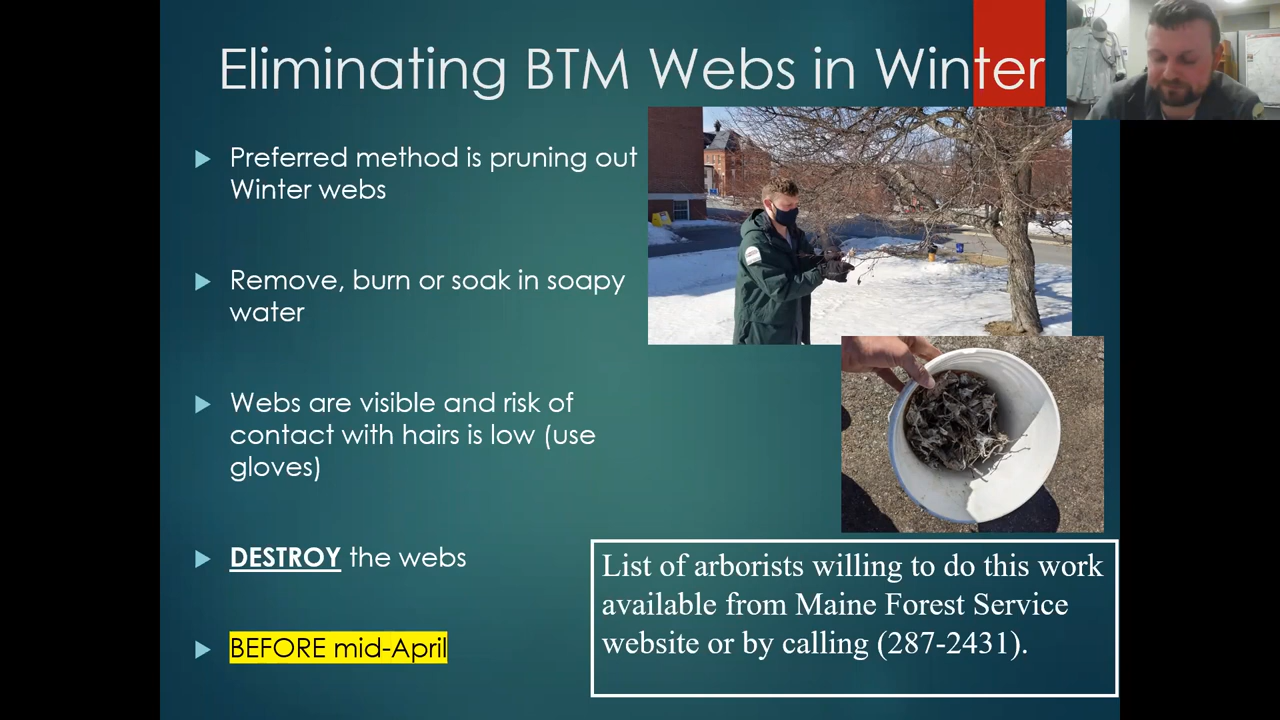 Eliminating BTM Webs in Winter
Preferred method is pruning out
Winter webs
Remove, burn or soak in soapy
water
Webs are visible and risk of
contact with hairs is low (use
gloves)
DESTROY the webs
BEFORE mid-April
List of arborists willing to do this work
available from Maine Forest Service
website or by calling (287-2431).